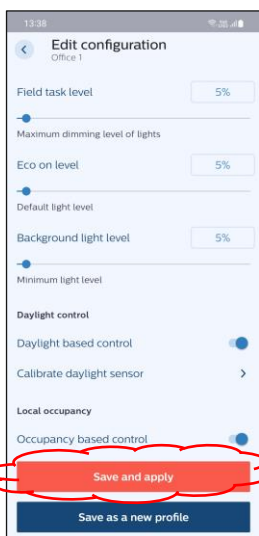 13:38
Edit configuration
Office 1
Field task level 5%
Maximum dimming level of lights
Eco on level 5%
Default light level
Background light level 5%
Minimum light level
Daylight control
Daylight based control
Calibrate daylight sensor
Local occupancy
Occupancy based control
Save and apply
Save as a new profile